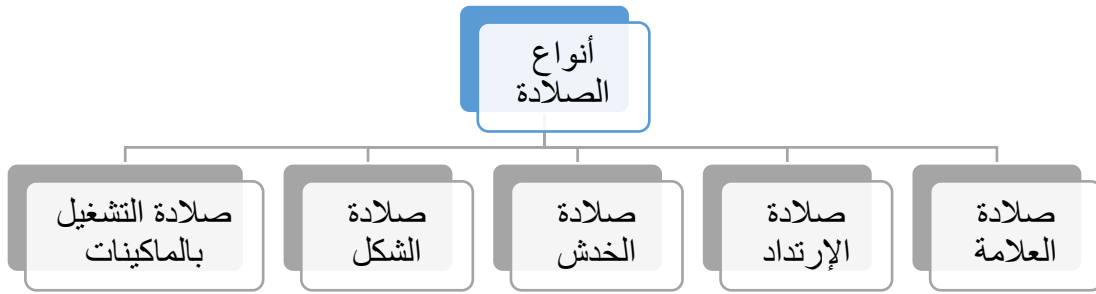 أنواع
الصلادة
صلادة
العلامة
صلادة
الإرتداد
صلادة
الخدش
صلادة
الشكل
صلادة التشغيل
بالماكينات